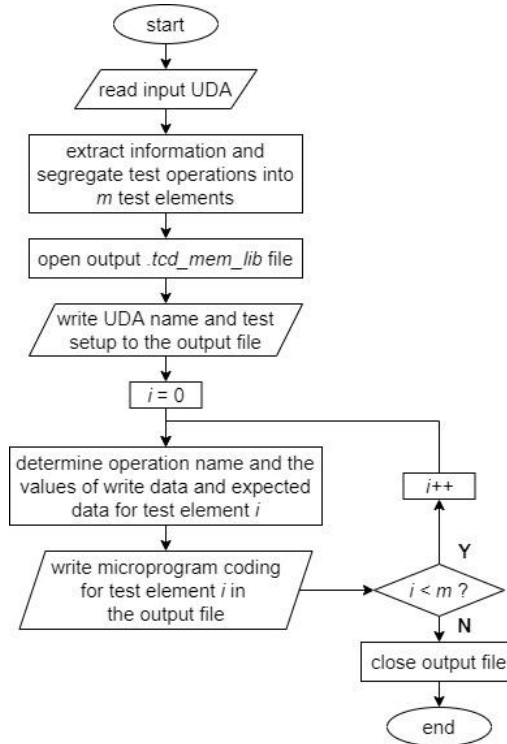 start
read input UDA
extract information and
segregate test operations into
m test elements
open output .tcd_mem_lib file
write UDA name and test
setup to the output file
i = 0
determine operation name and the
values of write data and expected
data for test element i
i++
write microprogram coding
for test element i in
the output file
Y
i < m ?
N
close output file
end